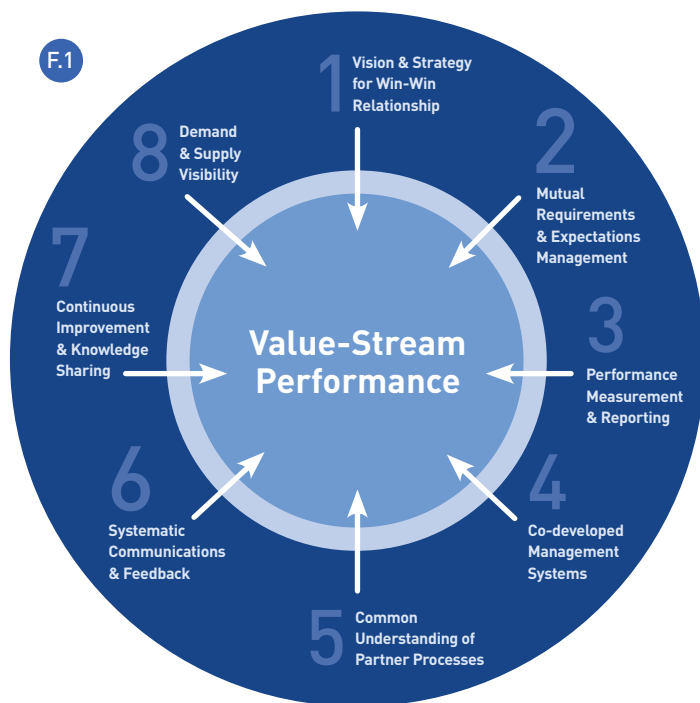 F.1
1
Vision & Strategy
for Win-Win
Relationship
2
Mutual
Requirements
& Expectations
Management
3
Performance
Measurement
& Reporting
4
Co-developed
Management
Systems
5
Common
Understanding of
Partner Processes
6
Systematic
Communications
& Feedback
7
Continuous
Improvement
& Knowledge
Sharing
8
Demand
& Supply
Visibility
Value-Stream
Performance